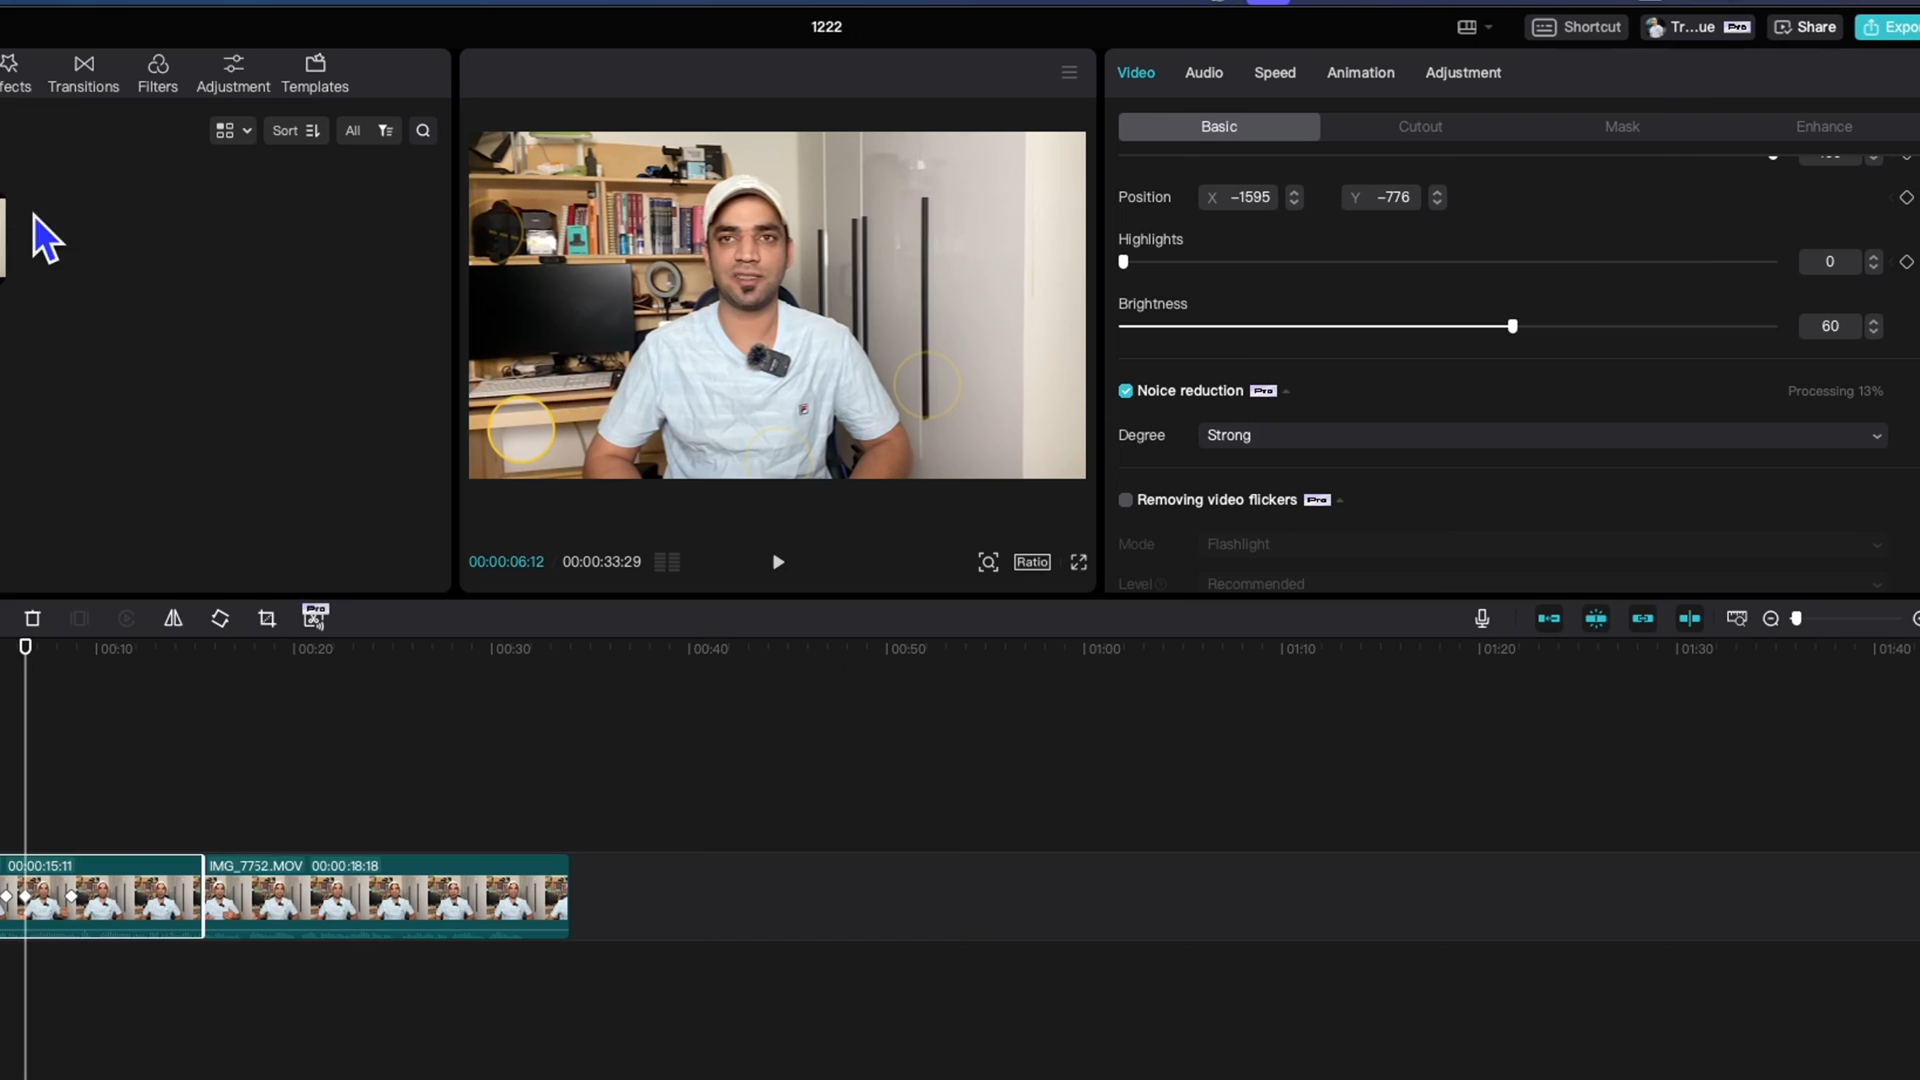 1222
Shortcut
Tr...ue Pro
Share
Expo
fects
Transitions
Filters
Adjustment
Templates
Sort
All
Video
Audio
Speed
Animation
Adjustment
Basic
Cutout
Mask
Enhance
Position X -1595 Y -776
Highlights
0
Brightness
60
Noice reduction Pro
Processing 13%
Degree Strong
Removing video flickers Pro
Mode Flashlight
Level Recommended
00:00:06:12 / 00:00:33:29
Ratio
Pro
00:10 00:20 00:30 00:40 00:50 01:00 01:10 01:20 01:30 01:40
00:00:15:11
IMG_7752.MOV 00:00:18:18